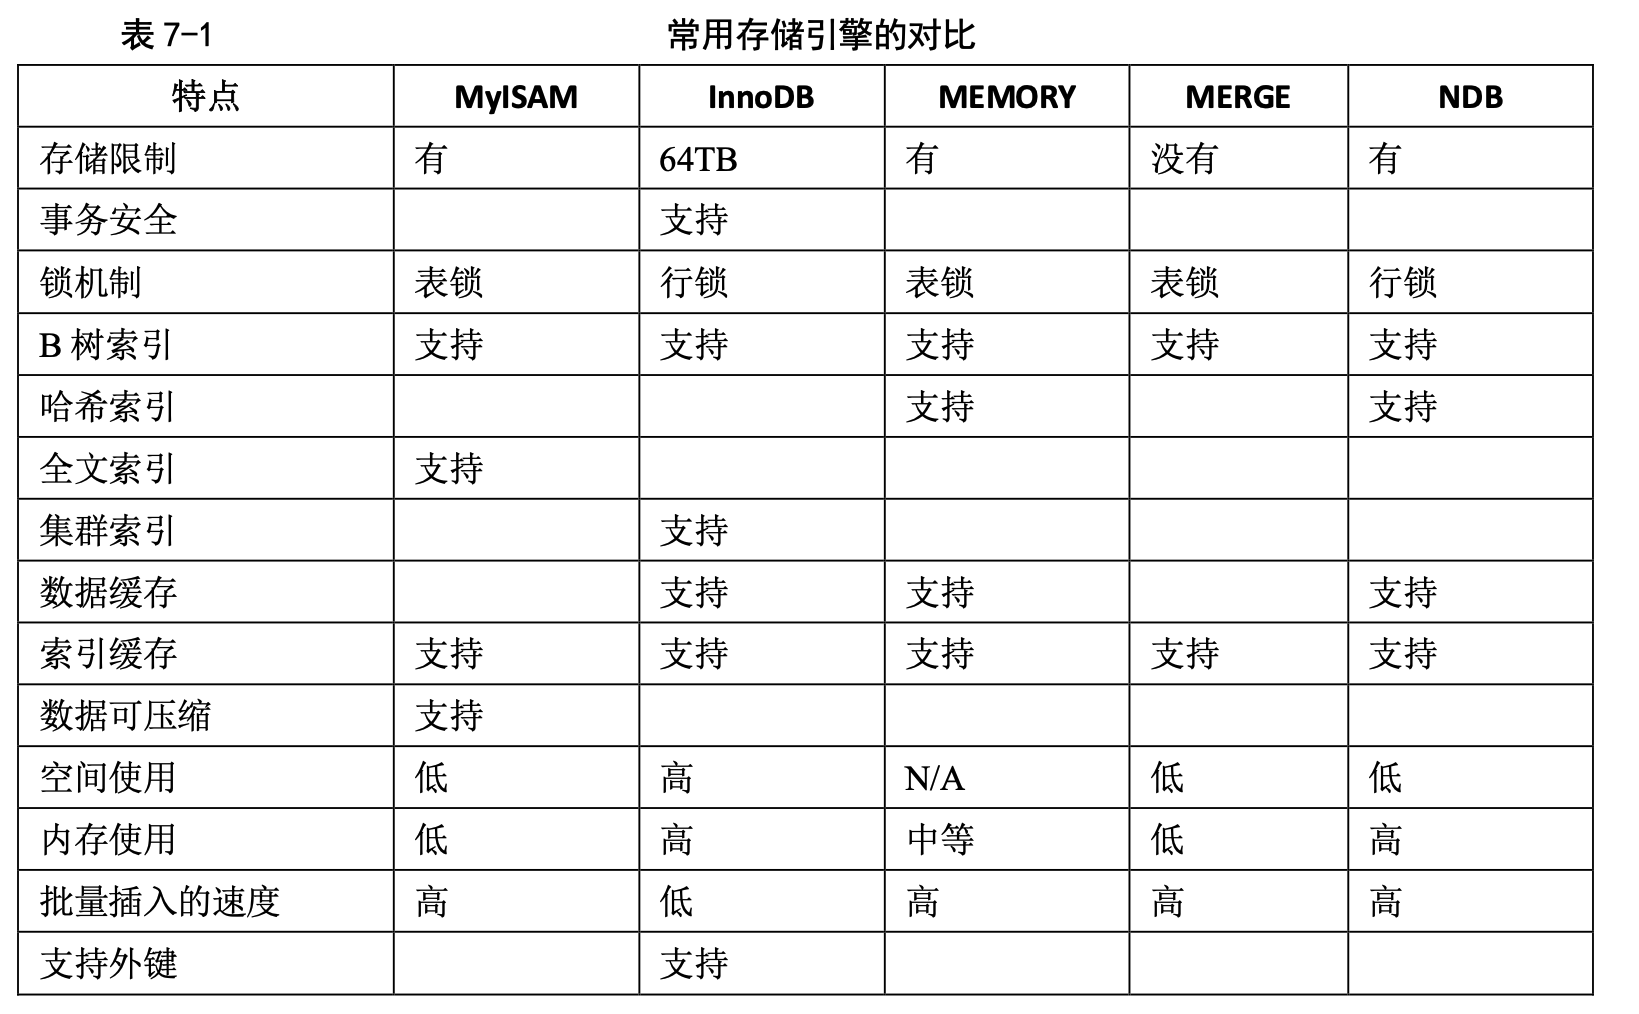 表 7-1 常用存储引擎的对比
特点 MyISAM InnoDB MEMORY MERGE NDB
存储限制 有 64TB 有 没有 有
事务安全 支持
锁机制 表锁 行锁 表锁 表锁 行锁
B 树索引 支持 支持 支持 支持 支持
哈希索引 支持 支持
全文索引 支持
集群索引 支持
数据缓存 支持 支持 支持
索引缓存 支持 支持 支持 支持 支持
数据可压缩 支持
空间使用 低 高 N/A 低 低
内存使用 低 高 中等 低 高
批量插入的速度 高 低 高 高 高
支持外键 支持